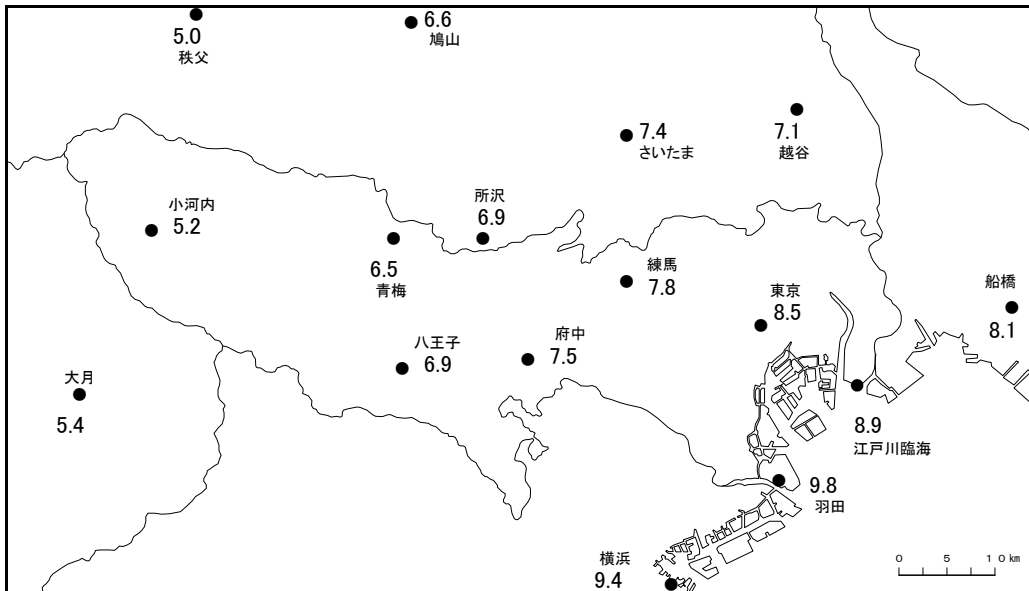 5.0
秩父
6.6
鳩山
7.4
さいたま
7.1
越谷
小河内
5.2
所沢
6.9
6.5
青梅
練馬
7.8
東京
8.5
船橋
8.1
八王子
6.9
府中
7.5
大月
5.4
8.9
江戸川臨海
9.8
羽田
横浜
9.4
0 5 10km